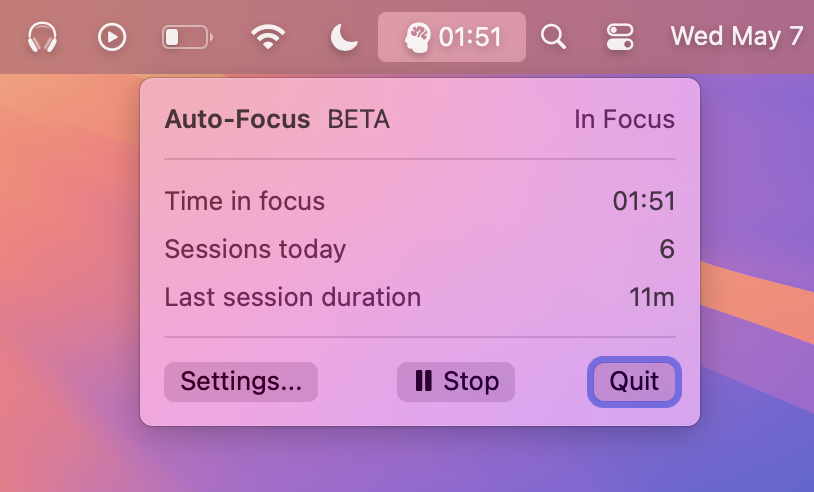 01:51 Wed May 7
Auto-Focus BETA In Focus
Time in focus 01:51
Sessions today 6
Last session duration 11m
Settings... Stop Quit